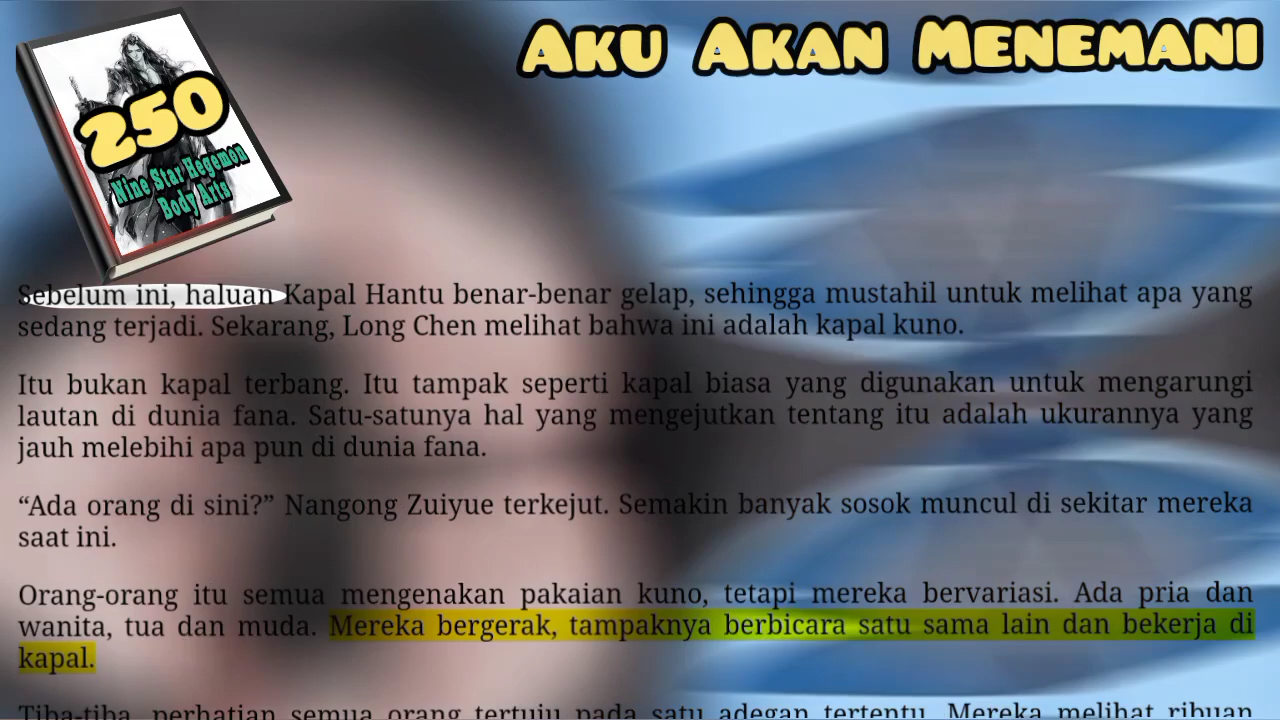 Aku Akan Menemani
250
Nine Star Hegemon
Body Arts
Sebelum ini, haluan Kapal Hantu benar-benar gelap, sehingga mustahil untuk melihat apa yang
sedang terjadi. Sekarang, Long Chen melihat bahwa ini adalah kapal kuno.
Itu bukan kapal terbang. Itu tampak seperti kapal biasa yang digunakan untuk mengarungi
lautan di dunia fana. Satu-satunya hal yang mengejutkan tentang itu adalah ukurannya yang
jauh melebihi apa pun di dunia fana.
“Ada orang di sini?” Nangong Zuiyue terkejut. Semakin banyak sosok muncul di sekitar mereka
saat ini.
Orang-orang itu semua mengenakan pakaian kuno, tetapi mereka bervariasi. Ada pria dan
wanita, tua dan muda. Mereka bergerak, tampaknya berbicara satu sama lain dan bekerja di
kapal.
Tiba-tiba, perhatian semua orang tertuju pada satu adegan tertentu. Mereka melihat ribuan